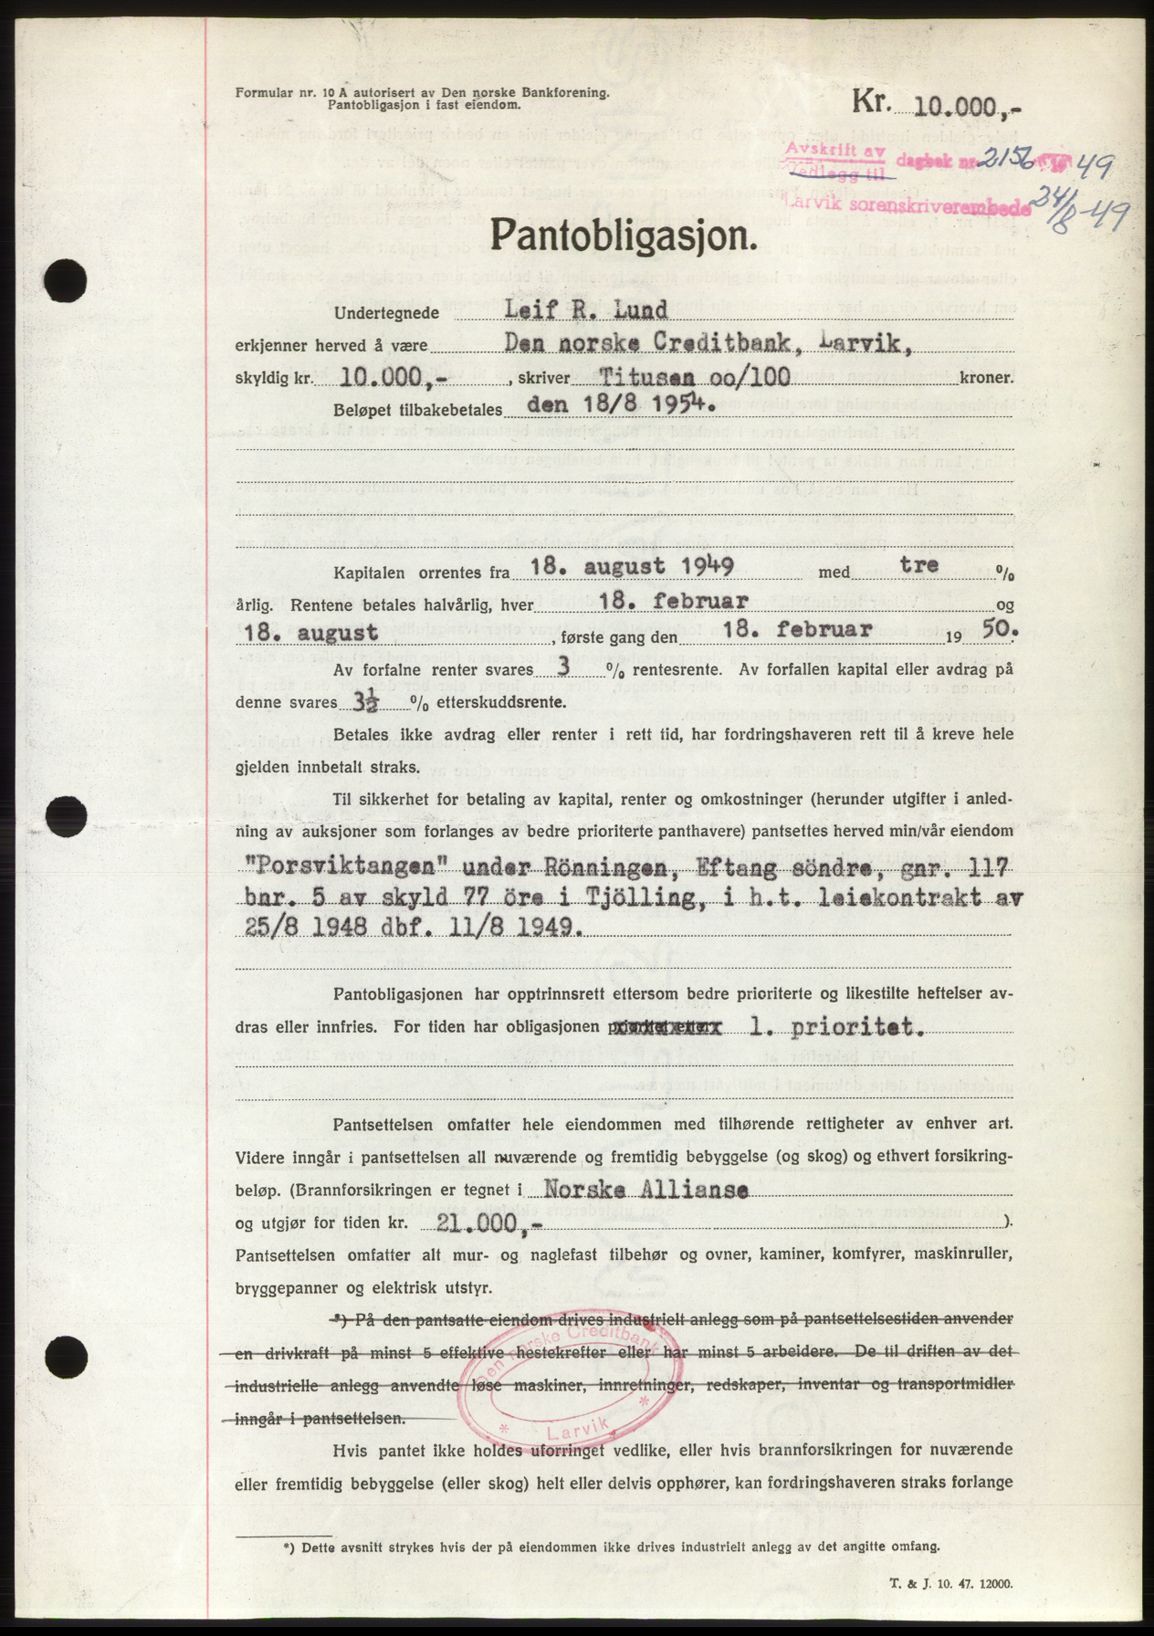 Formular nr. 10 A autorisert av Den norske Bankforening.
Pantobligasjon i fast eiendom.
Kr. 10.000,-
Avskrift av
Vedlegg til
dagbok nr. 2156 19 49
Larvik sorenskriverembede 24/8-49
Pantobligasjon.
Undertegnede Leif R. Lund
erkjenner herved å være Den norske Creditbank, Larvik,
skyldig kr. 10.000,- , skriver Titusen oo/100 kroner.
Beløpet tilbakebetales den 18/8 1954.
Kapitalen orrentes fra 18. august 1949 med tre %
årlig. Rentene betales halvårlig, hver 18. februar og
18. august , første gang den 18. februar 19 50.
Av forfalne renter svares 3 % rentesrente. Av forfallen kapital eller avdrag på
denne svares 3½ % etterskuddsrente.
Betales ikke avdrag eller renter i rett tid, har fordringshaveren rett til å kreve hele
gjelden innbetalt straks.
Til sikkerhet for betaling av kapital, renter og omkostninger (herunder utgifter i anled-
ning av auksjoner som forlanges av bedre prioriterte panthavere) pantsettes herved min/vår eiendom
"Porsviktangen" under Rönningen, Eftang söndre, gnr. 117
bnr. 5 av skyld 77 öre i Tjölling, i h.t. leiekontrakt av
25/8 1948 dbf. 11/8 1949.
Pantobligasjonen har opptrinnsrett ettersom bedre prioriterte og likestilte heftelser av-
dras eller innfries. For tiden har obligasjonen 1. prioritet.
Pantsettelsen omfatter hele eiendommen med tilhørende rettigheter av enhver art.
Videre inngår i pantsettelsen all nuværende og fremtidig bebyggelse (og skog) og ethvert forsikring-
beløp. (Brannforsikringen er tegnet i Norske Allianse
og utgjør for tiden kr. 21.000,- ).
Pantsettelsen omfatter alt mur- og naglefast tilbehør og ovner, kaminer, komfyrer, maskinruller,
bryggepanner og elektrisk utstyr.
*) På den pantsatte eiendom drives industrielt anlegg som på pantsettelsestiden anvender
en drivkraft på minst 5 effektive hestekrefter eller har minst 5 arbeidere. De til driften av det
industrielle anlegg anvendte løse maskiner, innretninger, redskaper, inventar og transportmidler
inngår i pantsettelsen.
Den norske Creditbank
* Larvik *
Hvis pantet ikke holdes uforringet vedlike, eller hvis brannforsikringen for nuværende
eller fremtidig bebyggelse (eller skog) helt eller delvis opphører, kan fordringshaveren straks forlange
*) Dette avsnitt strykes hvis der på eiendommen ikke drives industrielt anlegg av det angitte omfang.
T. & J. 10. 47. 12000.